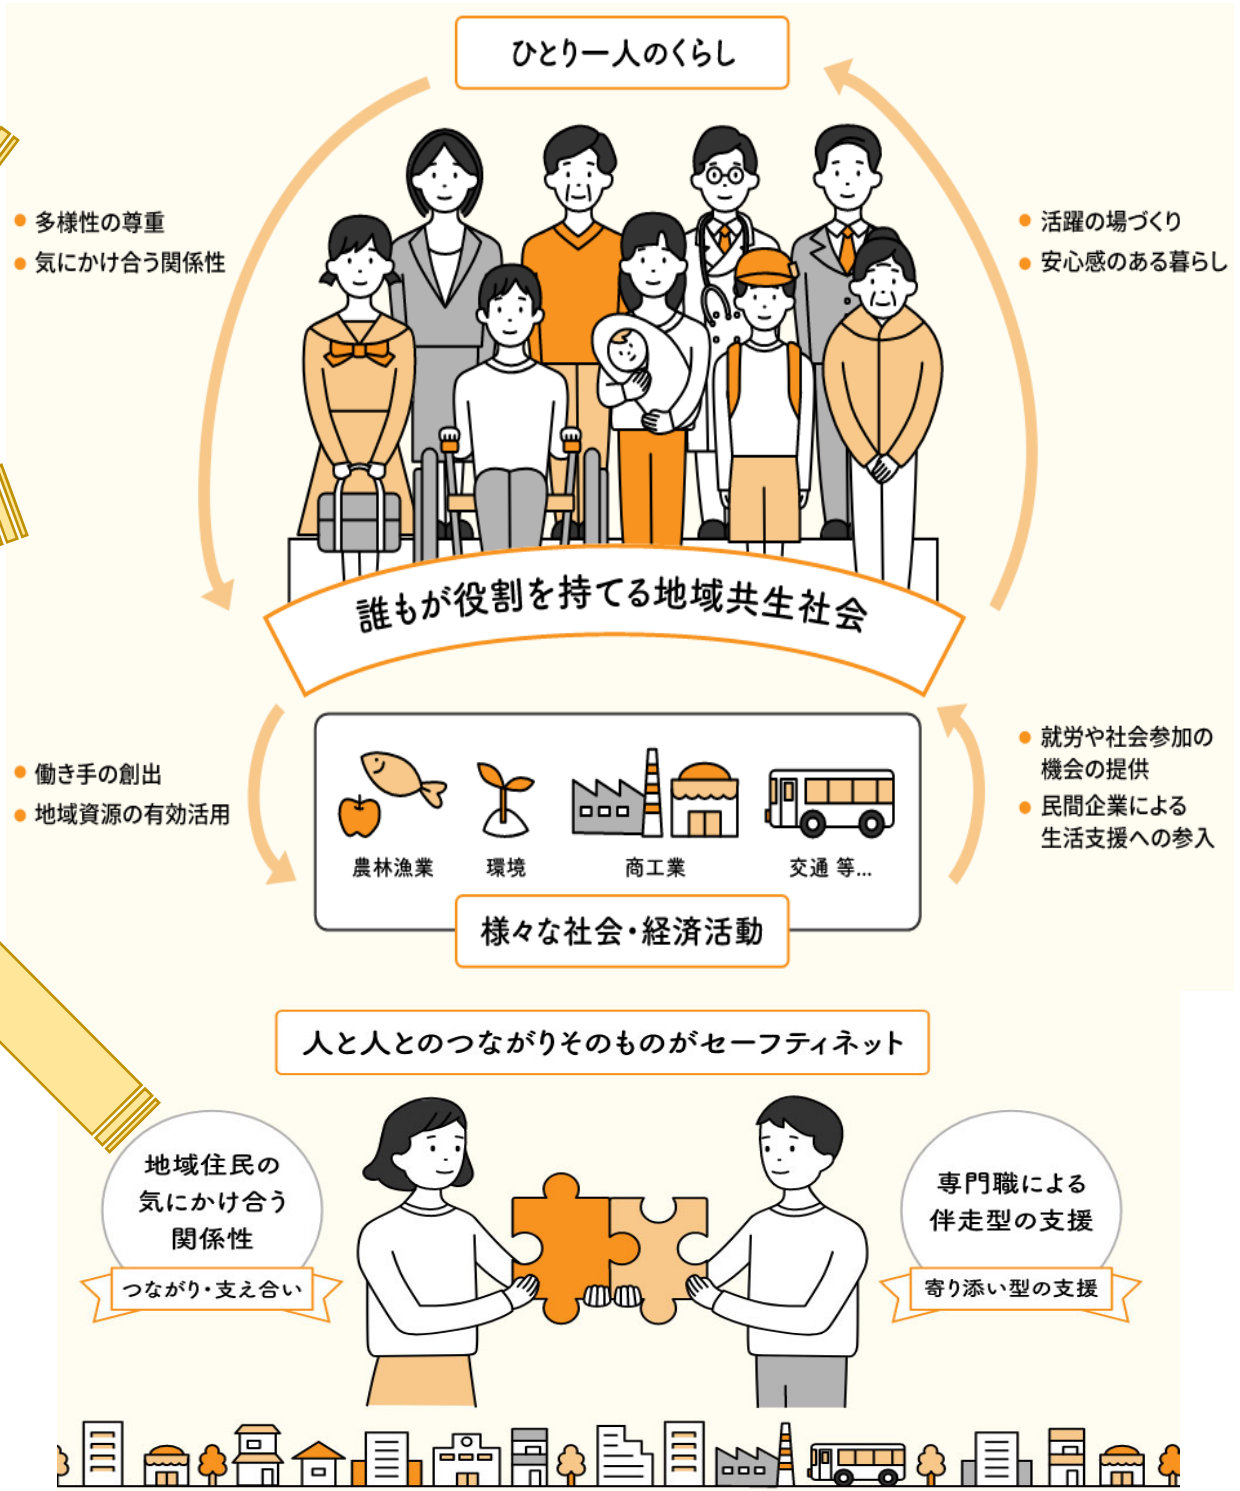 ひとり一人のくらし
多様性の尊重
気にかけ合う関係性
活躍の場づくり
安心感のある暮らし
誰もが役割を持てる地域共生社会
働き手の創出
地域資源の有効活用
就労や社会参加の
機会の提供
民間企業による
生活支援への参入
農林漁業
環境
商工業
交通 等...
様々な社会・経済活動
人と人とのつながりそのものがセーフティネット
地域住民の
気にかけ合う
関係性
つながり・支え合い
専門職による
伴走型の支援
寄り添い型の支援